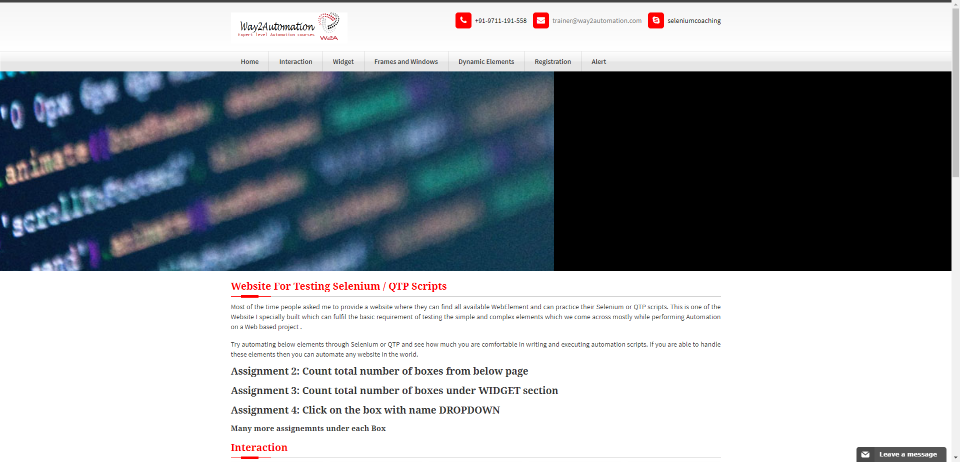 Way2Automation
Expert level Automation courses
W2A
+91-9711-191-558
trainer@way2automation.com
seleniumcoaching
Home
Interaction
Widget
Frames and Windows
Dynamic Elements
Registration
Alert
'0 0px 0px 0px
animate
'scrollTo
Website For Testing Selenium / QTP Scripts
Most of the time people asked me to provide a website where they can find all available WebElement and can practice their Selenium or QTP scripts. This is one of the
Website I specially built which can fulfil the basic requirement of testing the simple and complex elements which we come across mostly while performing Automation
on a Web based project .
Try automating below elements through Selenium or QTP and see how much you are comfortable in writing and executing automation scripts. If you are able to handle
these elements then you can automate any website in the world.
Assignment 2: Count total number of boxes from below page
Assignment 3: Count total number of boxes under WIDGET section
Assignment 4: Click on the box with name DROPDOWN
Many more assignemnts under each Box
Interaction
Leave a message